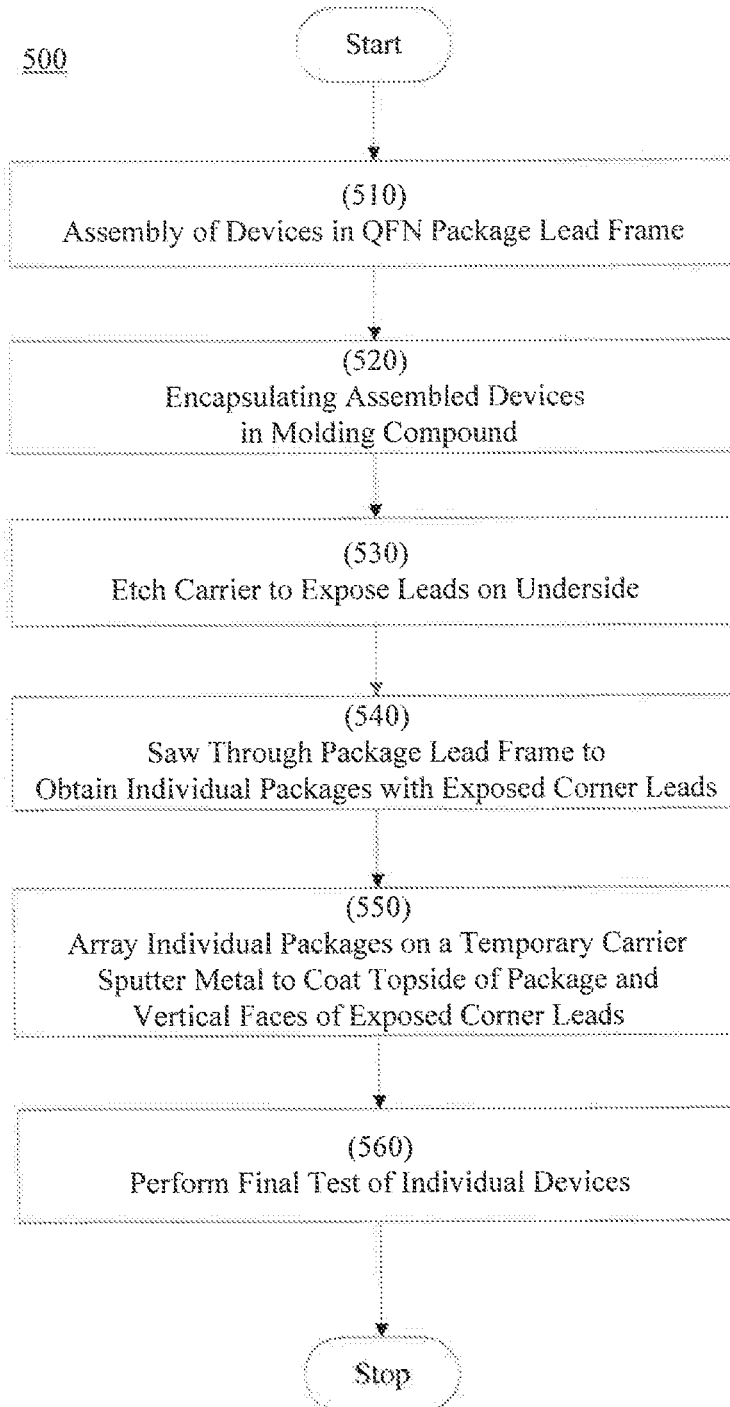 500
Start
(510)
Assembly of Devices in QFN Package Lead Frame
(520)
Encapsulating Assembled Devices
in Molding Compound
(530)
Etch Carrier to Expose Leads on Underside
(540)
Saw Through Package Lead Frame to
Obtain Individual Packages with Exposed Corner Leads
(550)
Array Individual Packages on a Temporary Carrier
Sputter Metal to Coat Topside of Package and
Vertical Faces of Exposed Corner Leads
(560)
Perform Final Test of Individual Devices
Stop